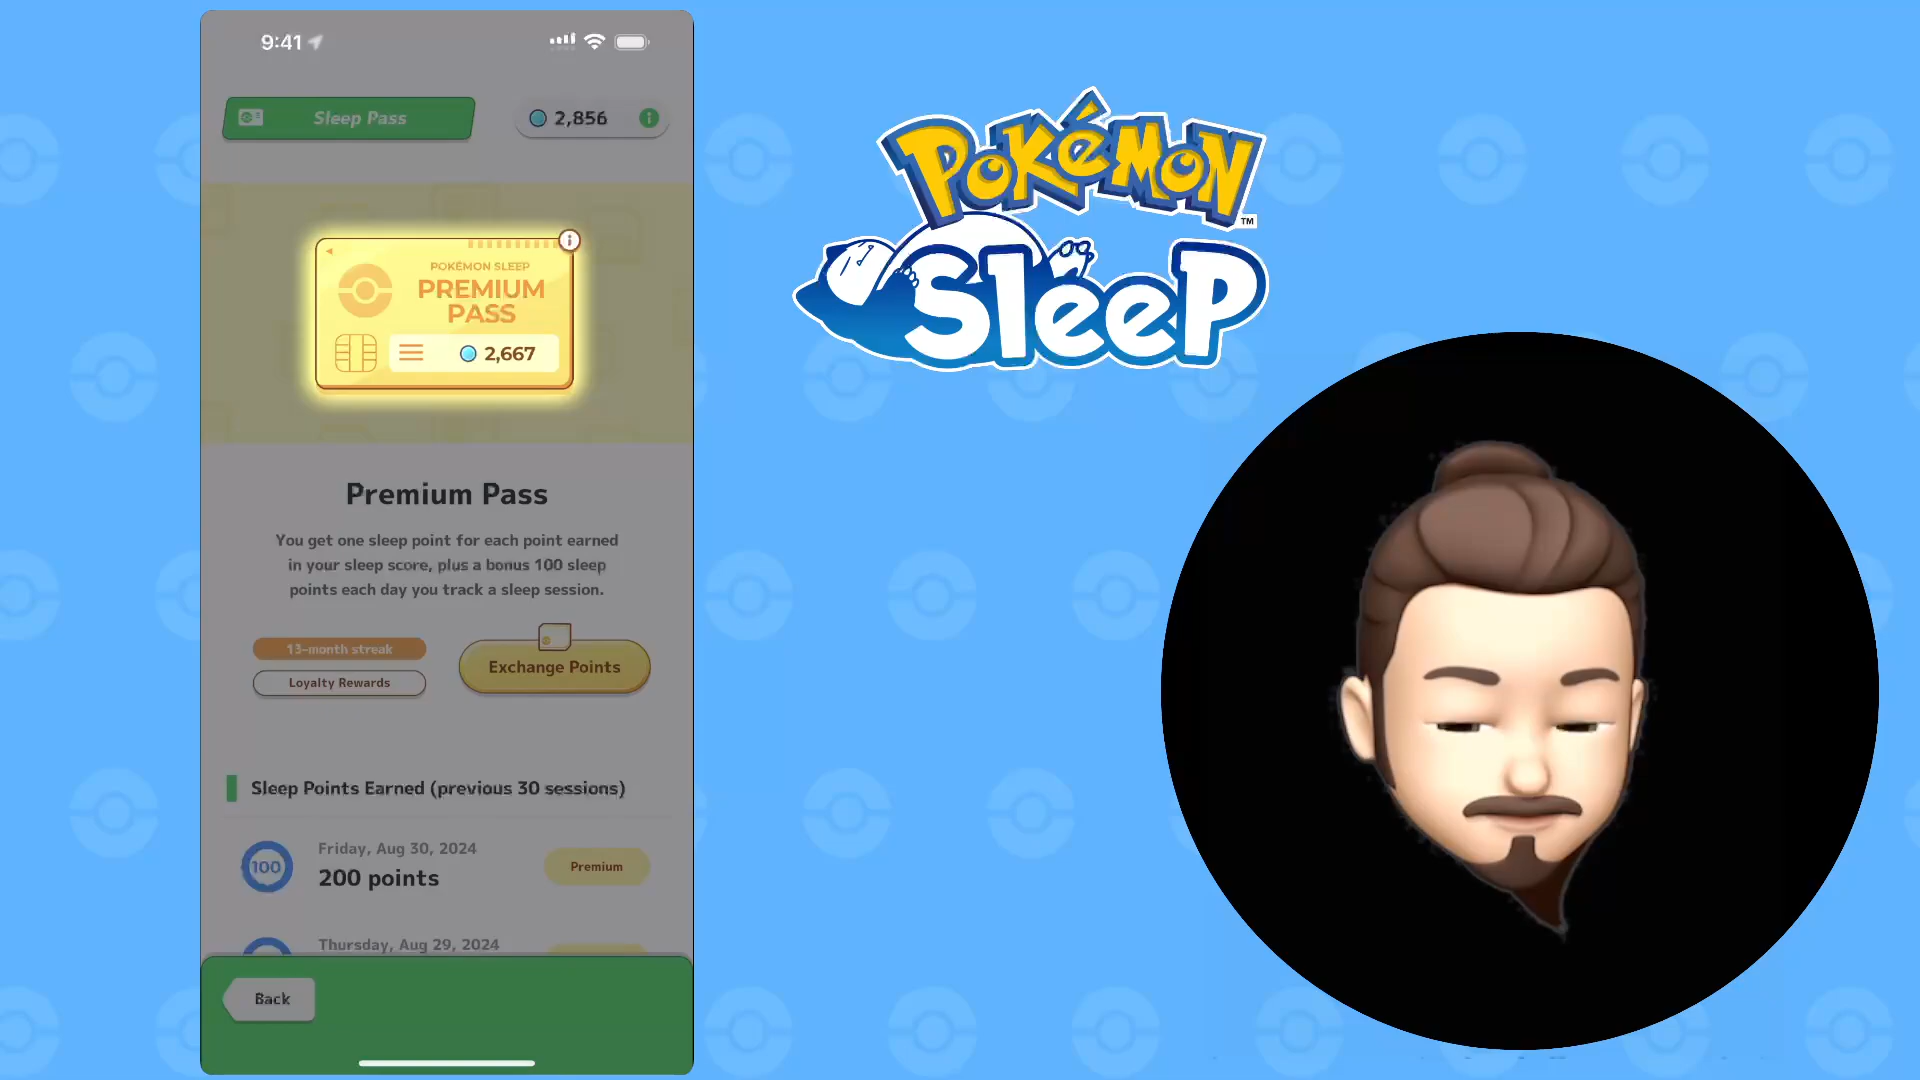 9:41
Sleep Pass
2,856
POKÉMON SLEEP
PREMIUM
PASS
2,667
Premium Pass
You get one sleep point for each point earned
in your sleep score, plus a bonus 100 sleep
points each day you track a sleep session.
13-month streak
Loyalty Rewards
Exchange Points
Sleep Points Earned (previous 30 sessions)
Friday, Aug 30, 2024
100
200 points
Premium
Thursday, Aug 29, 2024
Back
POKéMON
TM
SleeP